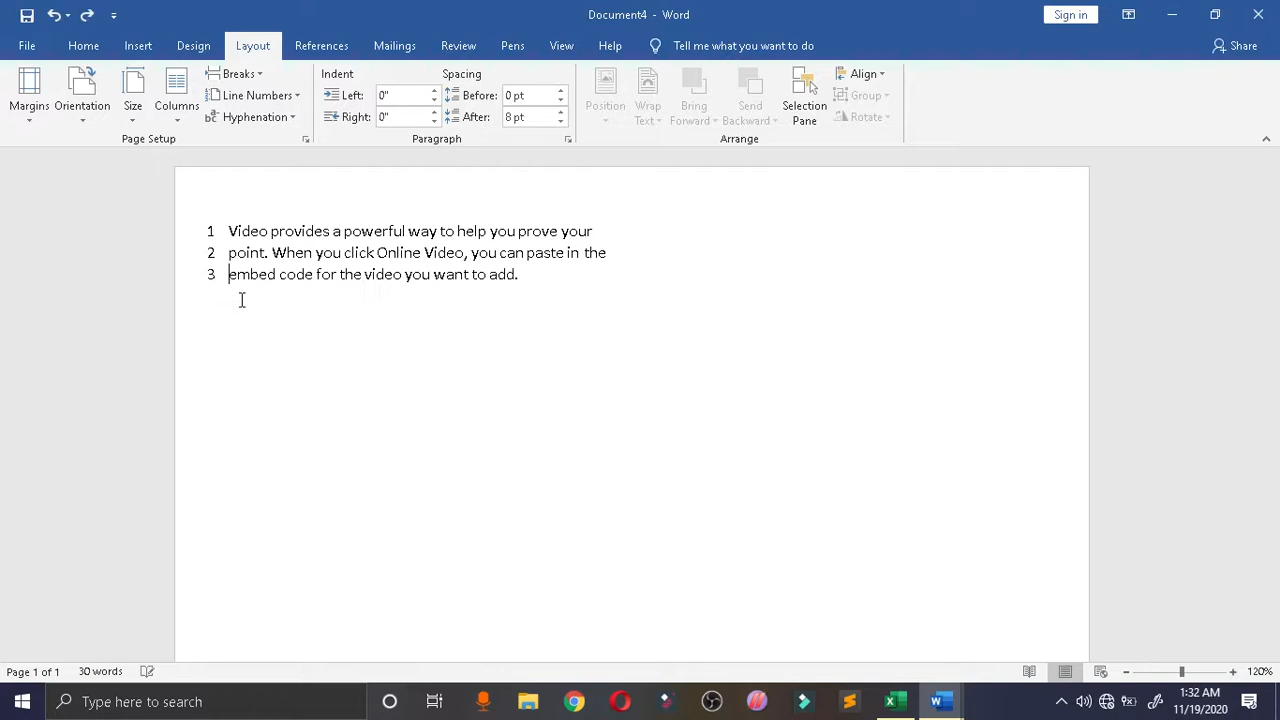 Document4 - Word
Sign in
File Home Insert Design Layout References Mailings Review Pens View Help Tell me what you want to do Share
Margins Orientation Size Columns
Breaks
Line Numbers
Hyphenation
Page Setup
Indent Spacing
Left: 0" Before: 0 pt
Right: 0" After: 8 pt
Paragraph
Position Wrap Text Bring Forward Send Backward Selection Pane
Align
Group
Rotate
Arrange
1 Video provides a powerful way to help you prove your
2 point. When you click Online Video, you can paste in the
3 embed code for the video you want to add.
Page 1 of 1 30 words 120%
Type here to search
1:32 AM
11/19/2020